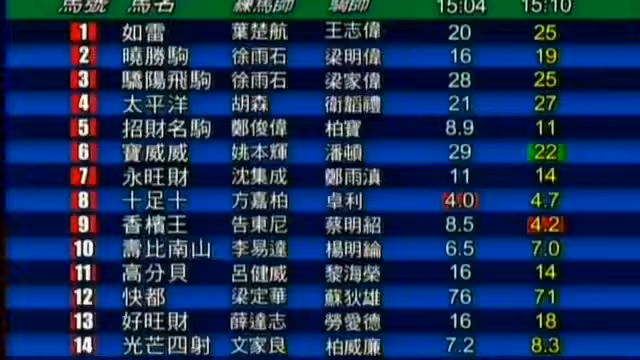 馬號 馬名 練馬師 騎師 15:04 15:10
1 如雷 葉楚航 王志偉 20 25
2 曉勝駒 徐雨石 梁明偉 16 19
3 驕陽飛駒 徐雨石 梁家偉 28 25
4 太平洋 胡森 衛韜禮 21 27
5 招財名駒 鄭俊偉 柏寶 8.9 11
6 寶威威 姚本輝 潘頓 29 22
7 永旺財 沈集成 鄭雨滇 11 14
8 十足十 方嘉柏 卓利 4.0 4.7
9 香檳王 告東尼 蔡明紹 8.5 4.2
10 壽比南山 李易達 楊明綸 6.5 7.0
11 高分貝 呂健威 黎海榮 16 14
12 快都 梁定華 蘇狄雄 76 71
13 好旺財 薛達志 勞愛德 16 18
14 光芒四射 文家良 柏威廉 7.2 8.3